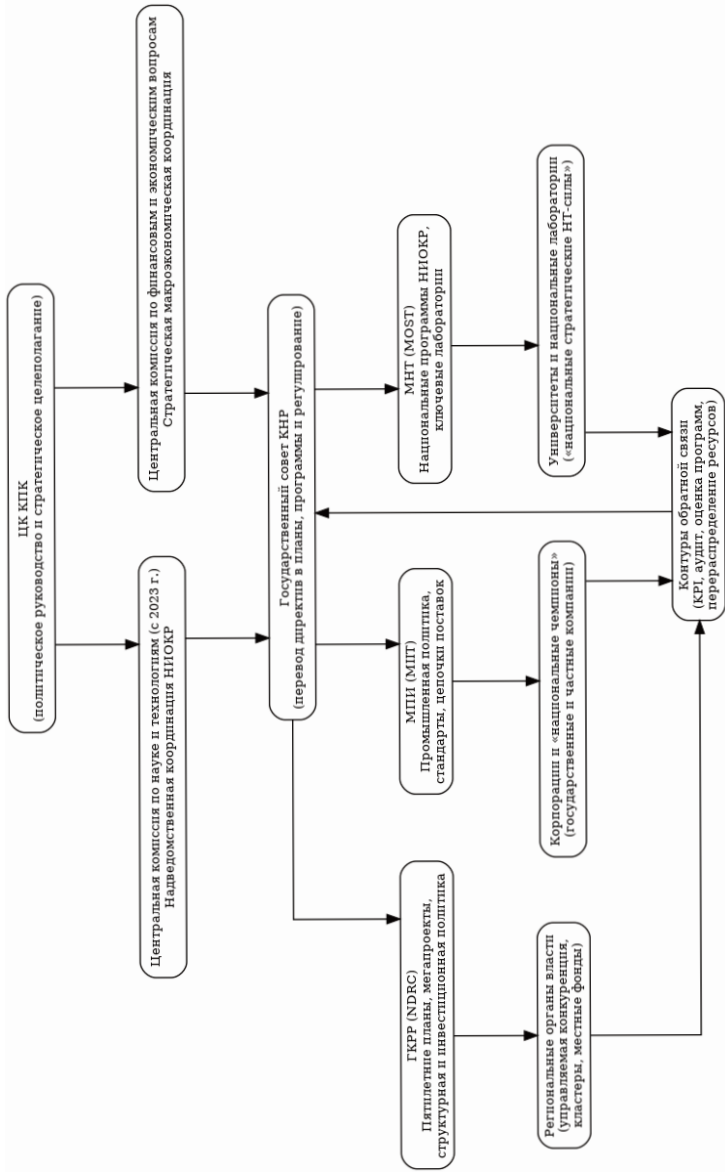 ЦК КПК
(политическое руководство и стратегическое целеполагание)
Центральная комиссия по науке и технологиям (с 2023 г.)
Надведомственная координация НИОКР
Центральная комиссия по финансовым и экономическим вопросам
Стратегическая макроэкономическая координация
Государственный совет КНР
(перевод директив в планы, программы и регулирование)
ГКРР (NDRC)
Пятилетние планы, мегапроекты,
структурная и инвестиционная политика
МПИ (MIIT)
Промышленная политика,
стандарты, цепочки поставок
МНТ (MOST)
Национальные программы НИОКР,
ключевые лаборатории
Региональные органы власти
(управляемая конкуренция,
кластеры, местные фонды)
Корпорации и «национальные чемпионы»
(государственные и частные компании)
Университеты и национальные лаборатории
(«национальные стратегические НТ-силы»)
Контуры обратной связи
(KPI, аудит, оценка программ,
перераспределение ресурсов)